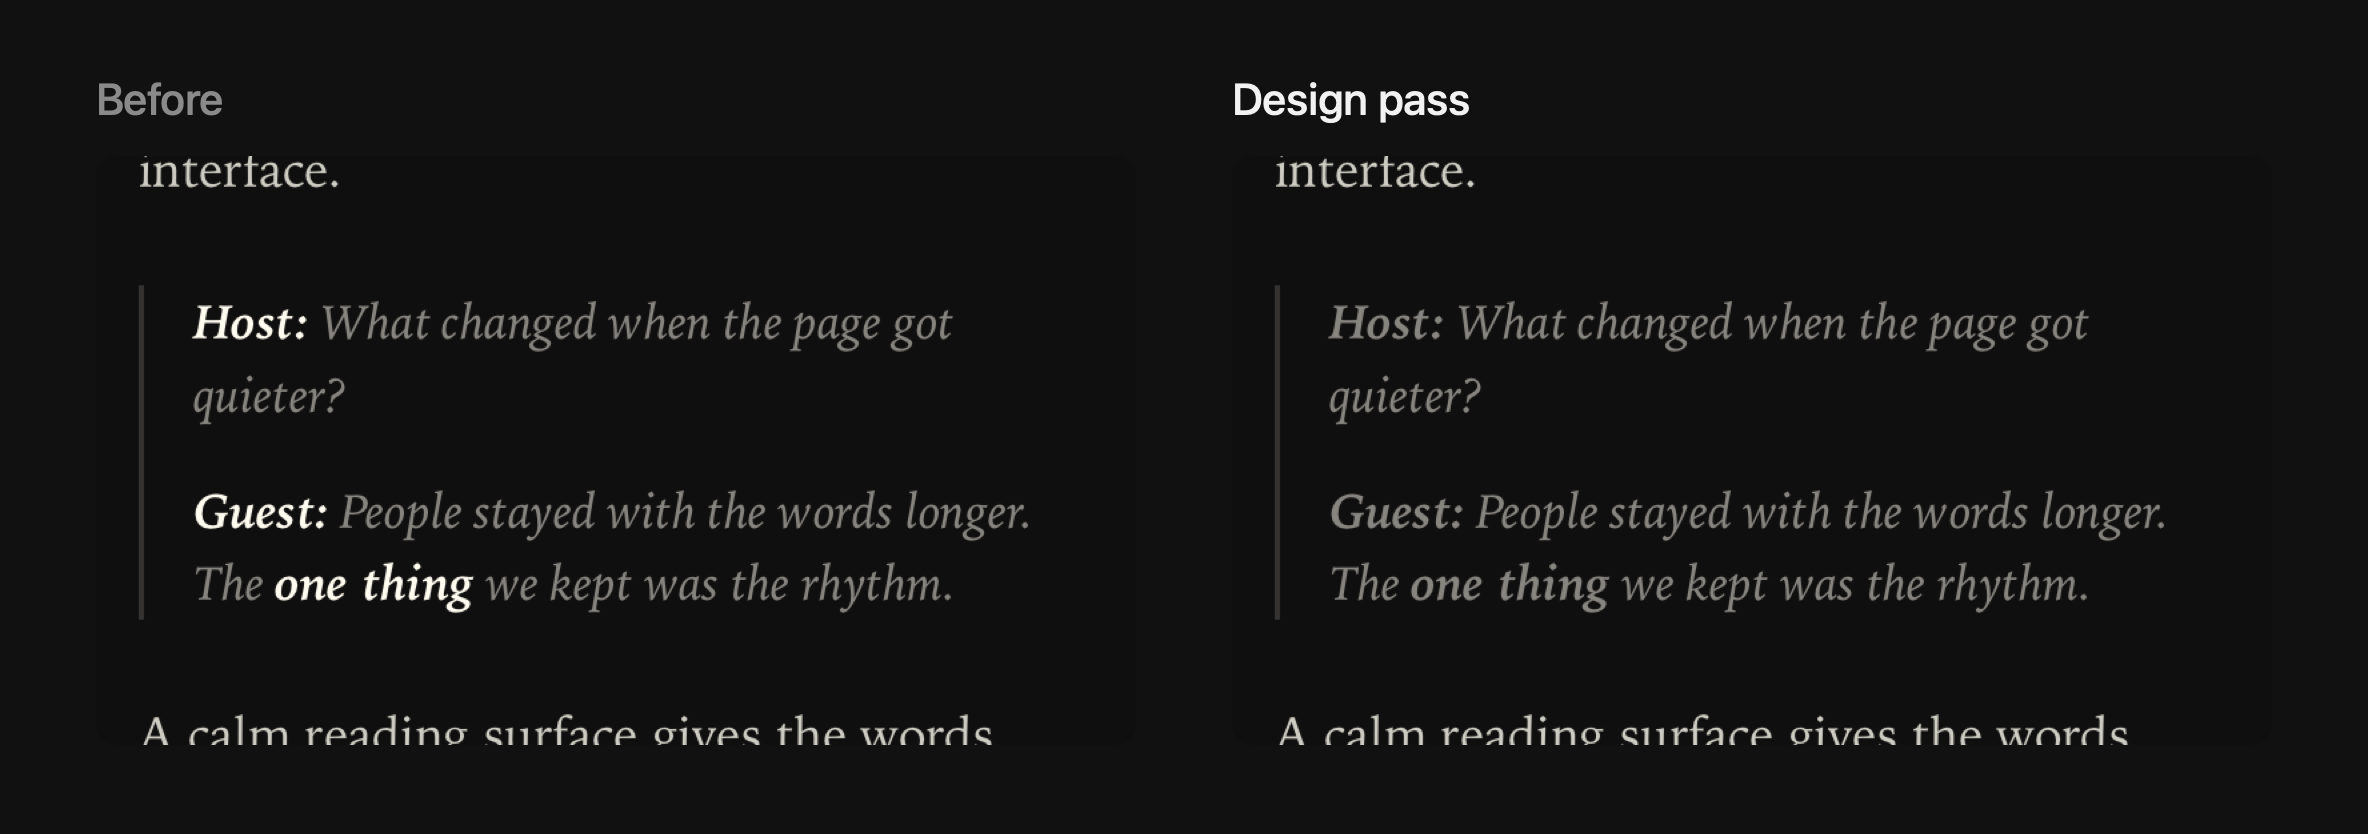 Before
interface.
Host: What changed when the page got
quieter?
Guest: People stayed with the words longer.
The one thing we kept was the rhythm.
A calm reading surface gives the words
Design pass
interface.
Host: What changed when the page got
quieter?
Guest: People stayed with the words longer.
The one thing we kept was the rhythm.
A calm reading surface gives the words